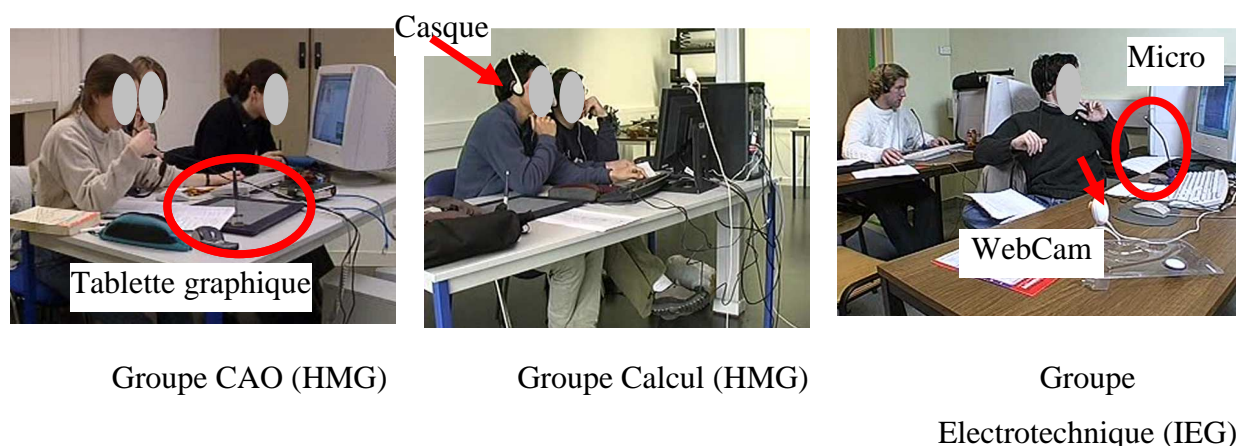 Casque
Micro
WebCam
Tablette graphique
Groupe CAO (HMG)
Groupe Calcul (HMG)
Groupe
Electrotechnique (IEG)